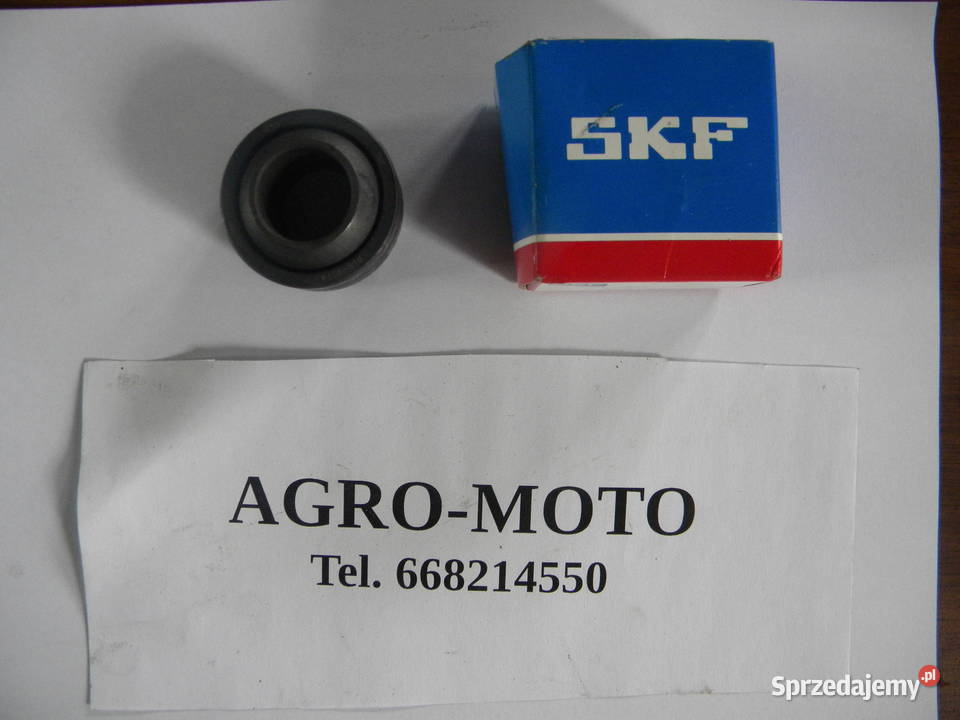 SKF
AGRO-MOTO
Tel. 668214550
Sprzedajemy.pl